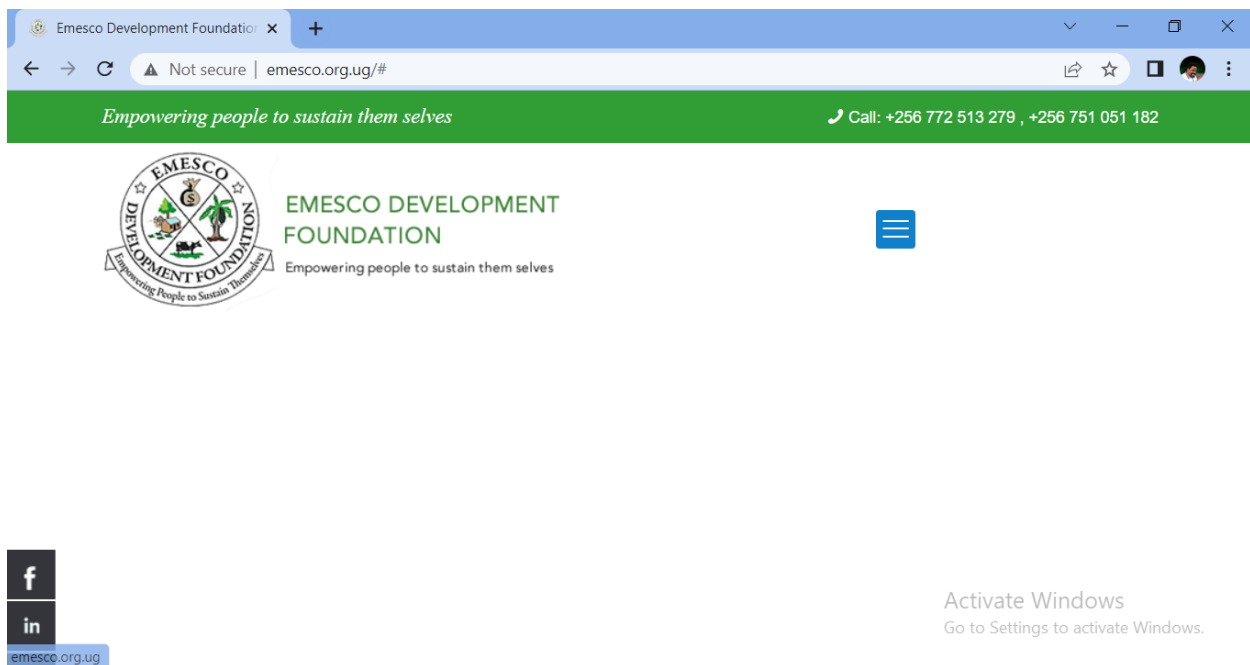 Emesco Development Foundation
Not secure | emesco.org.ug/#
Empowering people to sustain them selves
Call: +256 772 513 279 , +256 751 051 182
EMESCO
DEVELOPMENT FOUNDATION
Empowering People to Sustain Themselves
EMESCO DEVELOPMENT
FOUNDATION
Empowering people to sustain them selves
f
in
Activate Windows
Go to Settings to activate Windows.
emesco.org.ug